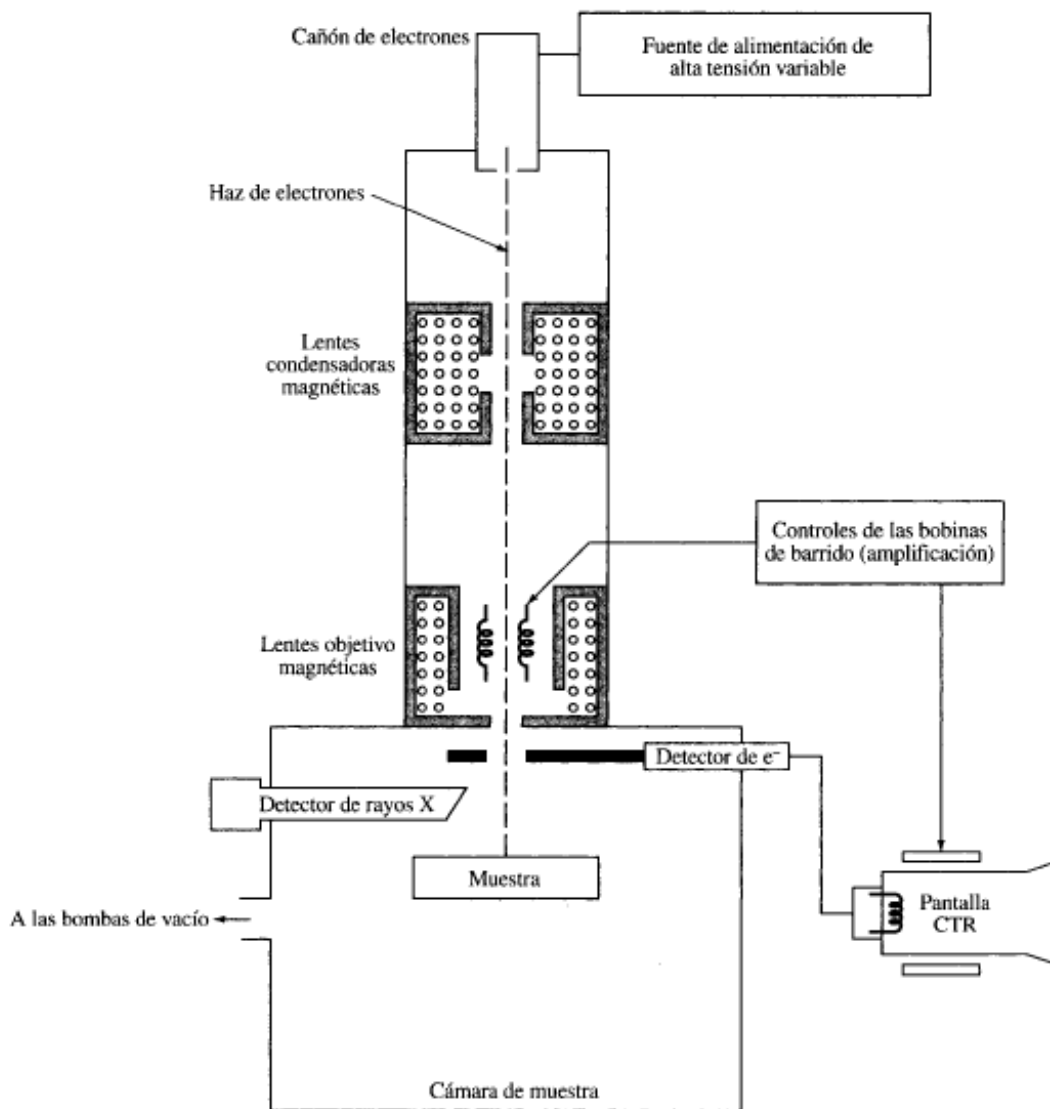 Cañón de electrones
Fuente de alimentación de
alta tensión variable
Haz de electrones
Lentes
condensadoras
magnéticas
Controles de las bobinas
de barrido (amplificación)
Lentes objetivo
magnéticas
Detector de e⁻
Detector de rayos X
Muestra
A las bombas de vacío
Pantalla
CTR
Cámara de muestra